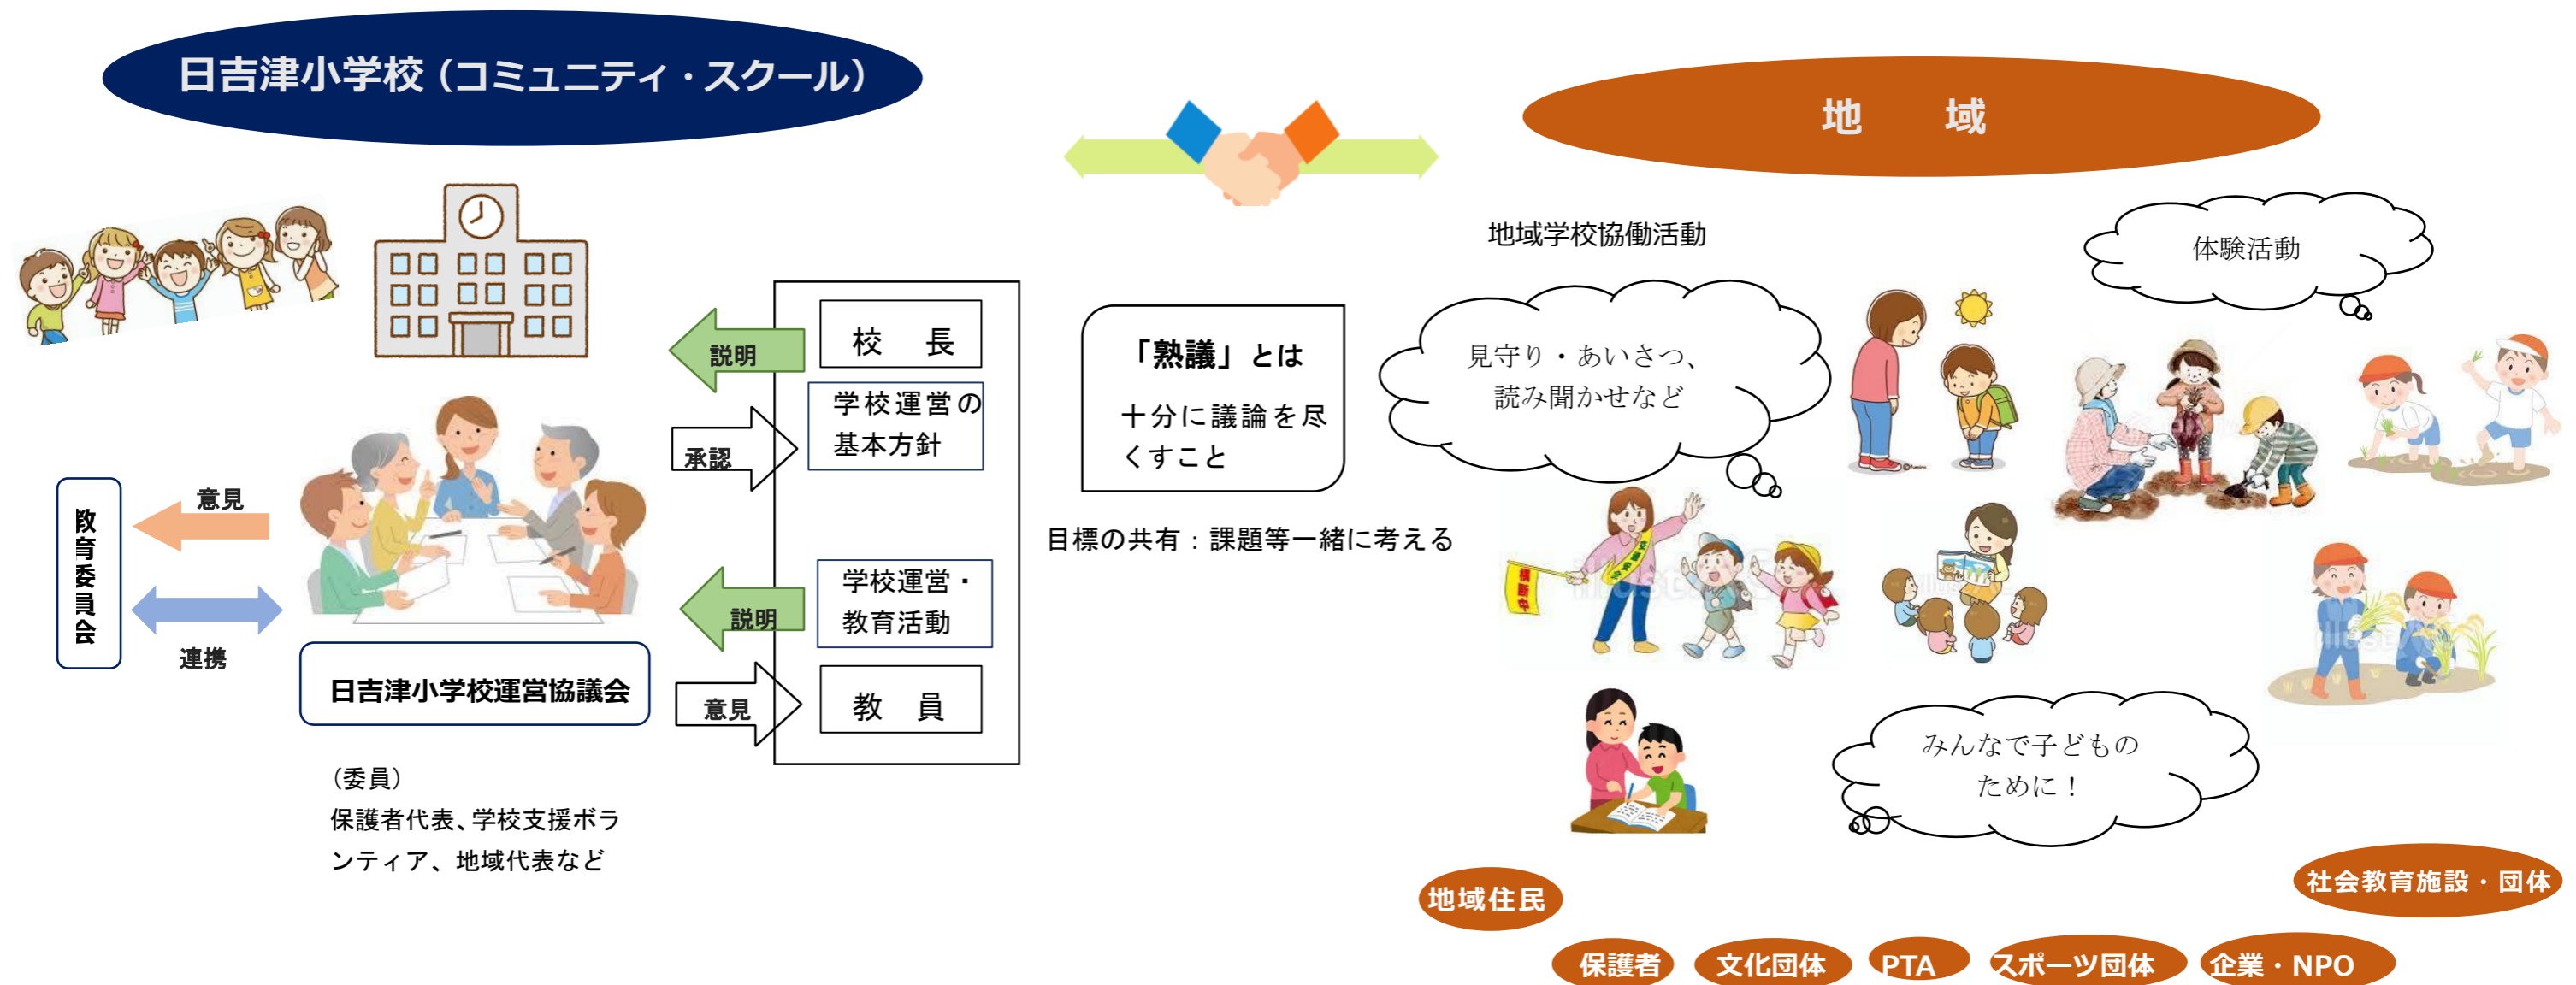 日吉津小学校（コミュニティ・スクール）
地　域
地域学校協働活動
体験活動
校　長
説明
学校運営の
基本方針
承認
「熟議」とは
十分に議論を尽
くすこと
見守り・あいさつ、
読み聞かせなど
教育委員会
意見
連携
目標の共有：課題等一緒に考える
学校運営・
教育活動
説明
教　員
意見
日吉津小学校運営協議会
（委員）
保護者代表、学校支援ボラ
ンティア、地域代表など
横断中
みんなで子どもの
ために！
地域住民
保護者
文化団体
PTA
スポーツ団体
企業・NPO
社会教育施設・団体